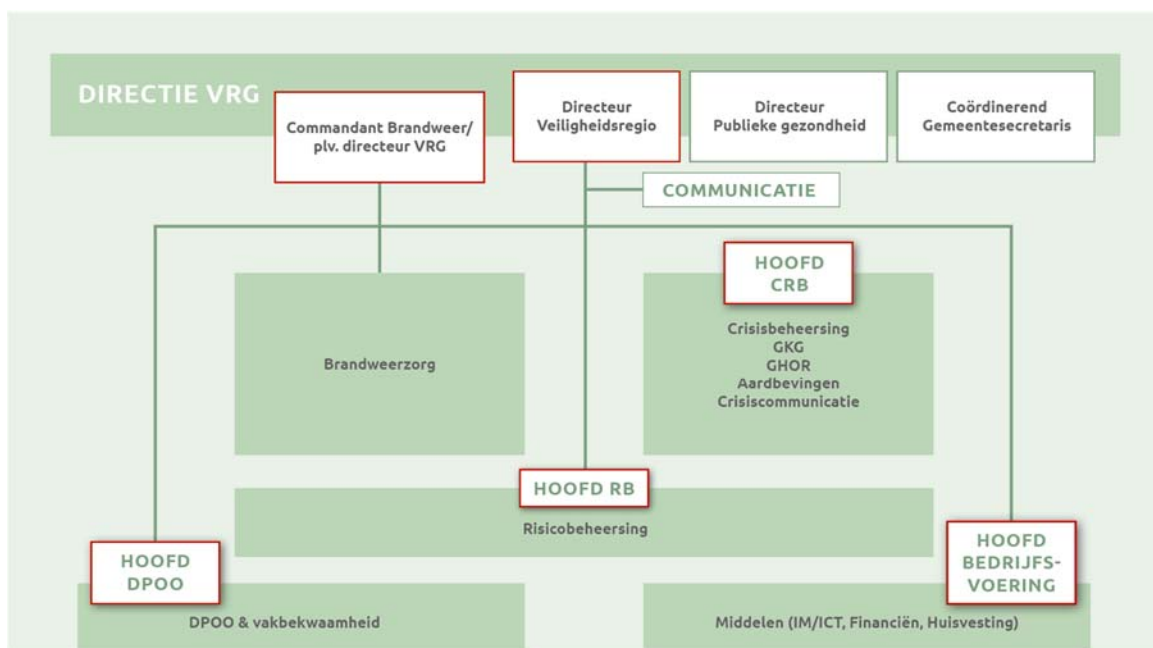 DIRECTIE VRG
Commandant Brandweer/
plv. directeur VRG
Directeur
Veiligheidsregio
Directeur
Publieke gezondheid
Coördinerend
Gemeentesecretaris
COMMUNICATIE
Brandweerzorg
HOOFD
CRB
Crisisbeheersing
GKG
GHOR
Aardbevingen
Crisiscommunicatie
HOOFD RB
Risicobeheersing
HOOFD
DPOO
DPOO & vakbekwaamheid
HOOFD
BEDRIJFS-
VOERING
Middelen (IM/ICT, Financiën, Huisvesting)